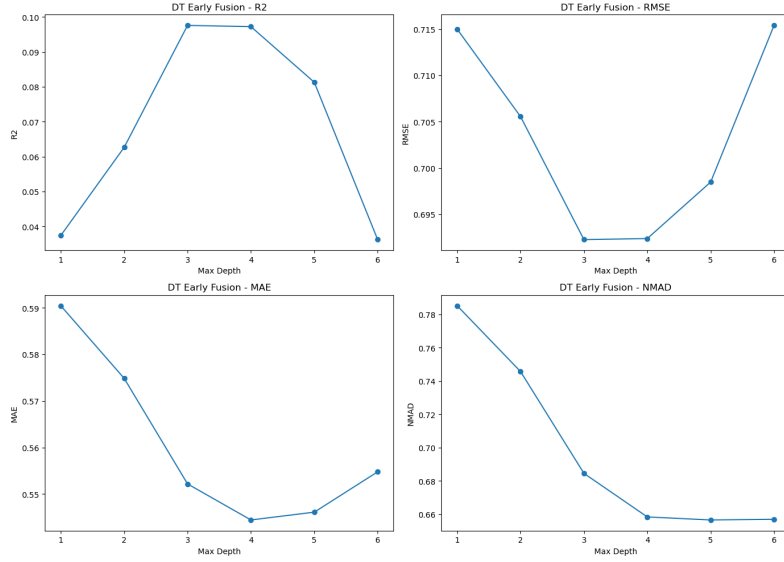 DT Early Fusion - R2
0.10
0.09
0.08
0.07
0.06
0.05
0.04
R2
1 2 3 4 5 6
Max Depth
DT Early Fusion - RMSE
0.715
0.710
0.705
0.700
0.695
RMSE
1 2 3 4 5 6
Max Depth
DT Early Fusion - MAE
0.59
0.58
0.57
0.56
0.55
MAE
1 2 3 4 5 6
Max Depth
DT Early Fusion - NMAD
0.78
0.76
0.74
0.72
0.70
0.68
0.66
NMAD
1 2 3 4 5 6
Max Depth